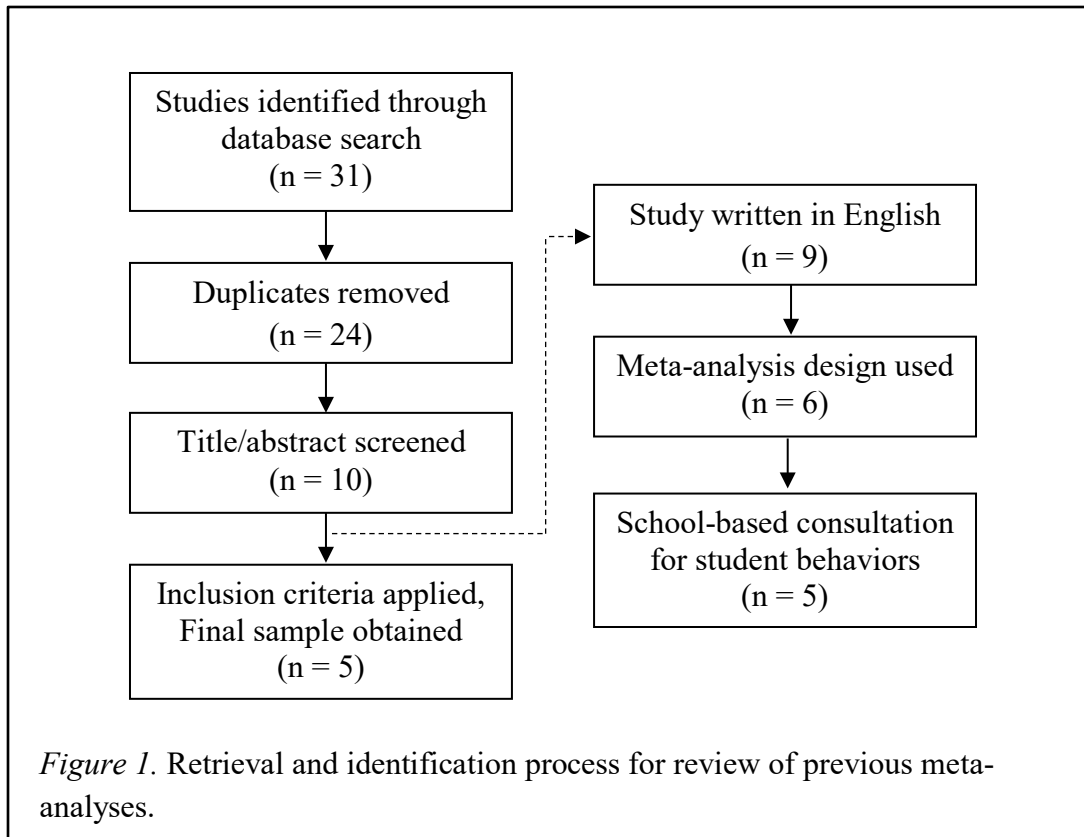 Studies identified through
database search
(n = 31)
Duplicates removed
(n = 24)
Title/abstract screened
(n = 10)
Inclusion criteria applied,
Final sample obtained
(n = 5)
Study written in English
(n = 9)
Meta-analysis design used
(n = 6)
School-based consultation
for student behaviors
(n = 5)
Figure 1. Retrieval and identification process for review of previous meta-
analyses.